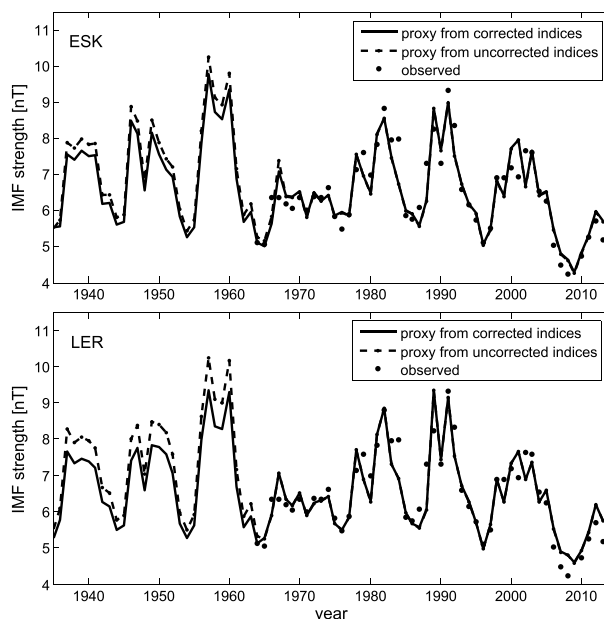 ESK
proxy from corrected indices
proxy from uncorrected indices
observed
IMF strength [nT]
11
10
9
8
7
6
5
4
1940 1950 1960 1970 1980 1990 2000 2010
LER
proxy from corrected indices
proxy from uncorrected indices
observed
IMF strength [nT]
11
10
9
8
7
6
5
4
1940 1950 1960 1970 1980 1990 2000 2010
year